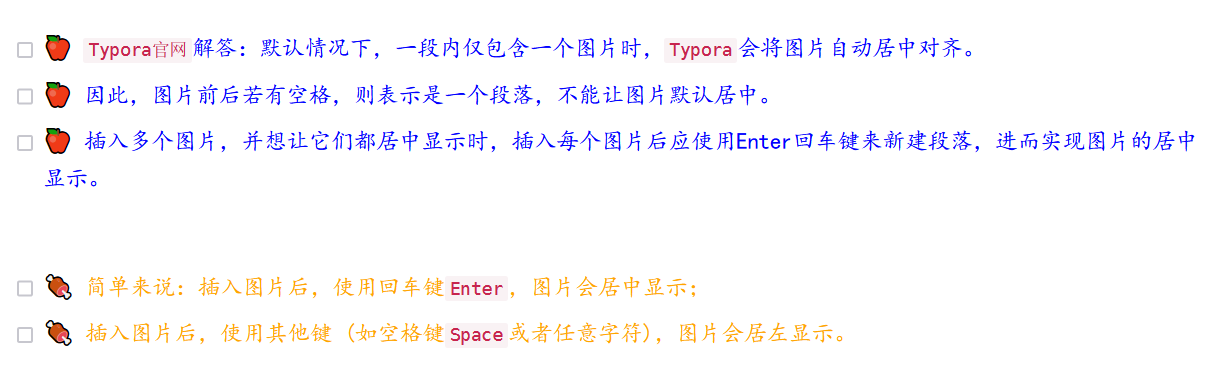 Typora官网解答：默认情况下，一段内仅包含一个图片时，Typora会将图片自动居中对齐。
因此，图片前后若有空格，则表示是一个段落，不能让图片默认居中。
插入多个图片，并想让它们都居中显示时，插入每个图片后应使用Enter回车键来新建段落，进而实现图片的居中
显示。
简单来说：插入图片后，使用回车键Enter，图片会居中显示；
插入图片后，使用其他键（如空格键Space或者任意字符），图片会居左显示。